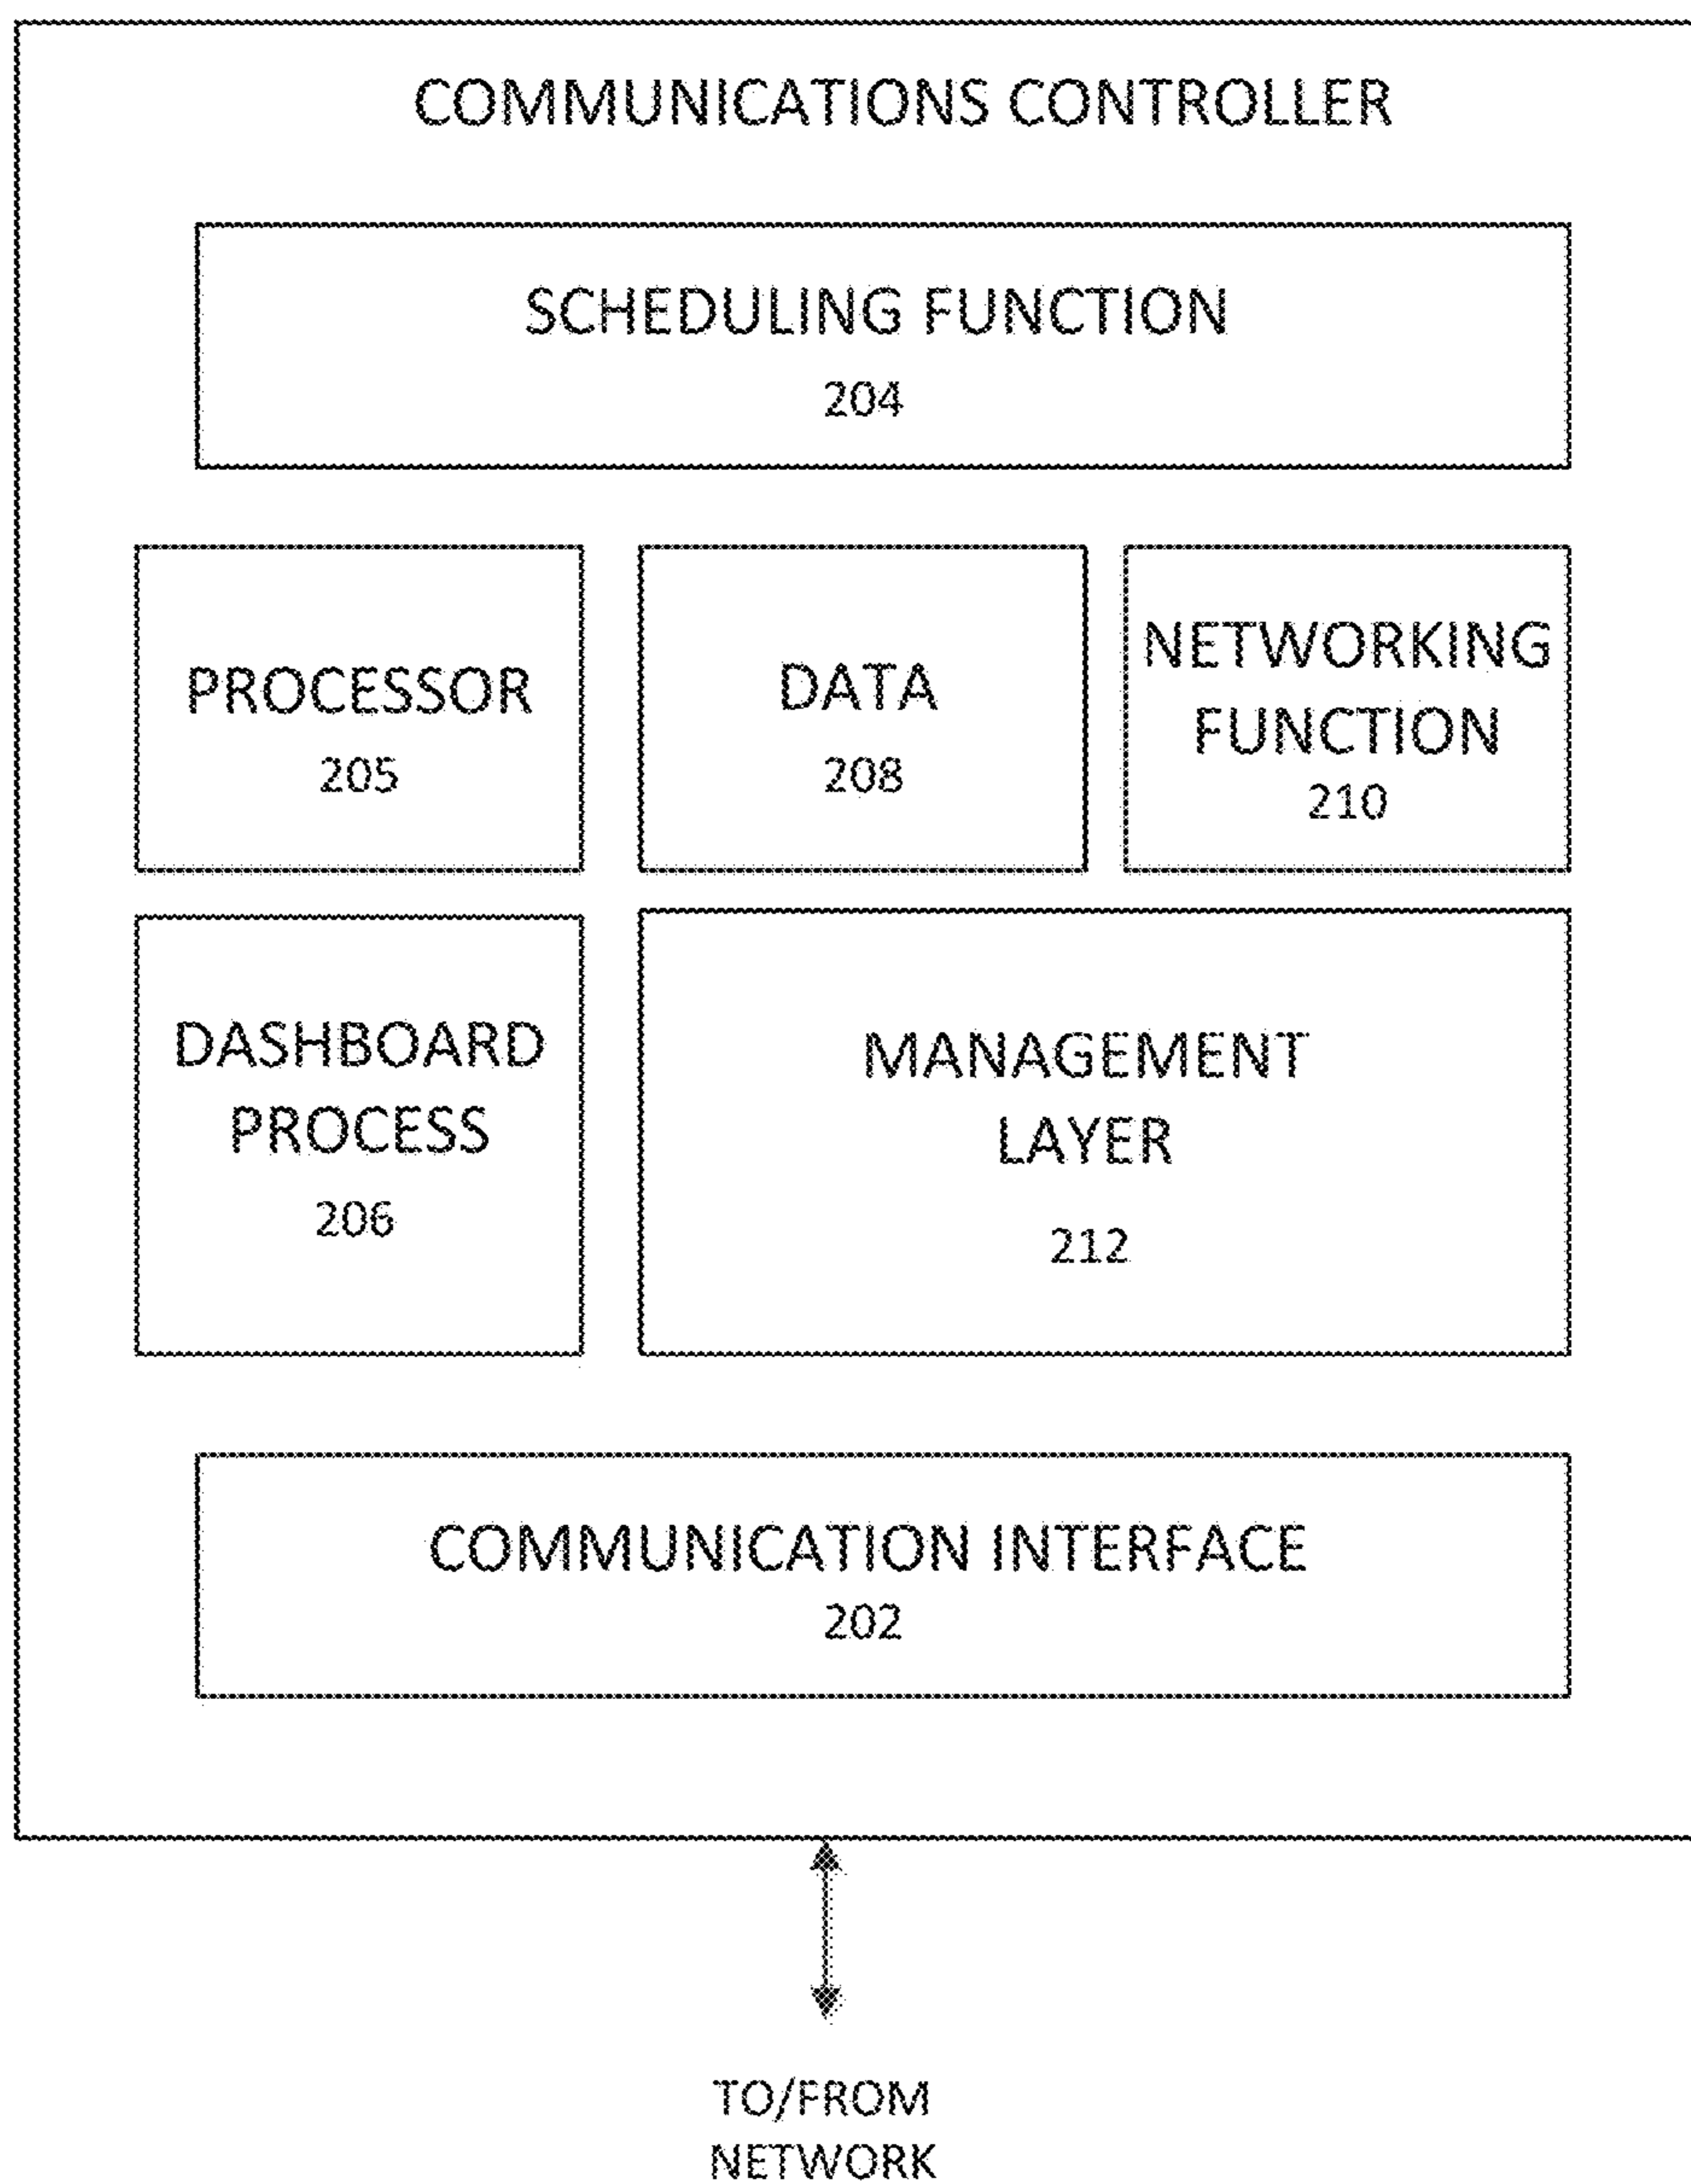 COMMUNICATIONS CONTROLLER
SCHEDULING FUNCTION
204
PROCESSOR
205
DATA
208
NETWORKING
FUNCTION
210
DASHBOARD
PROCESS
206
MANAGEMENT
LAYER
212
COMMUNICATION INTERFACE
202
TO/FROM
NETWORK